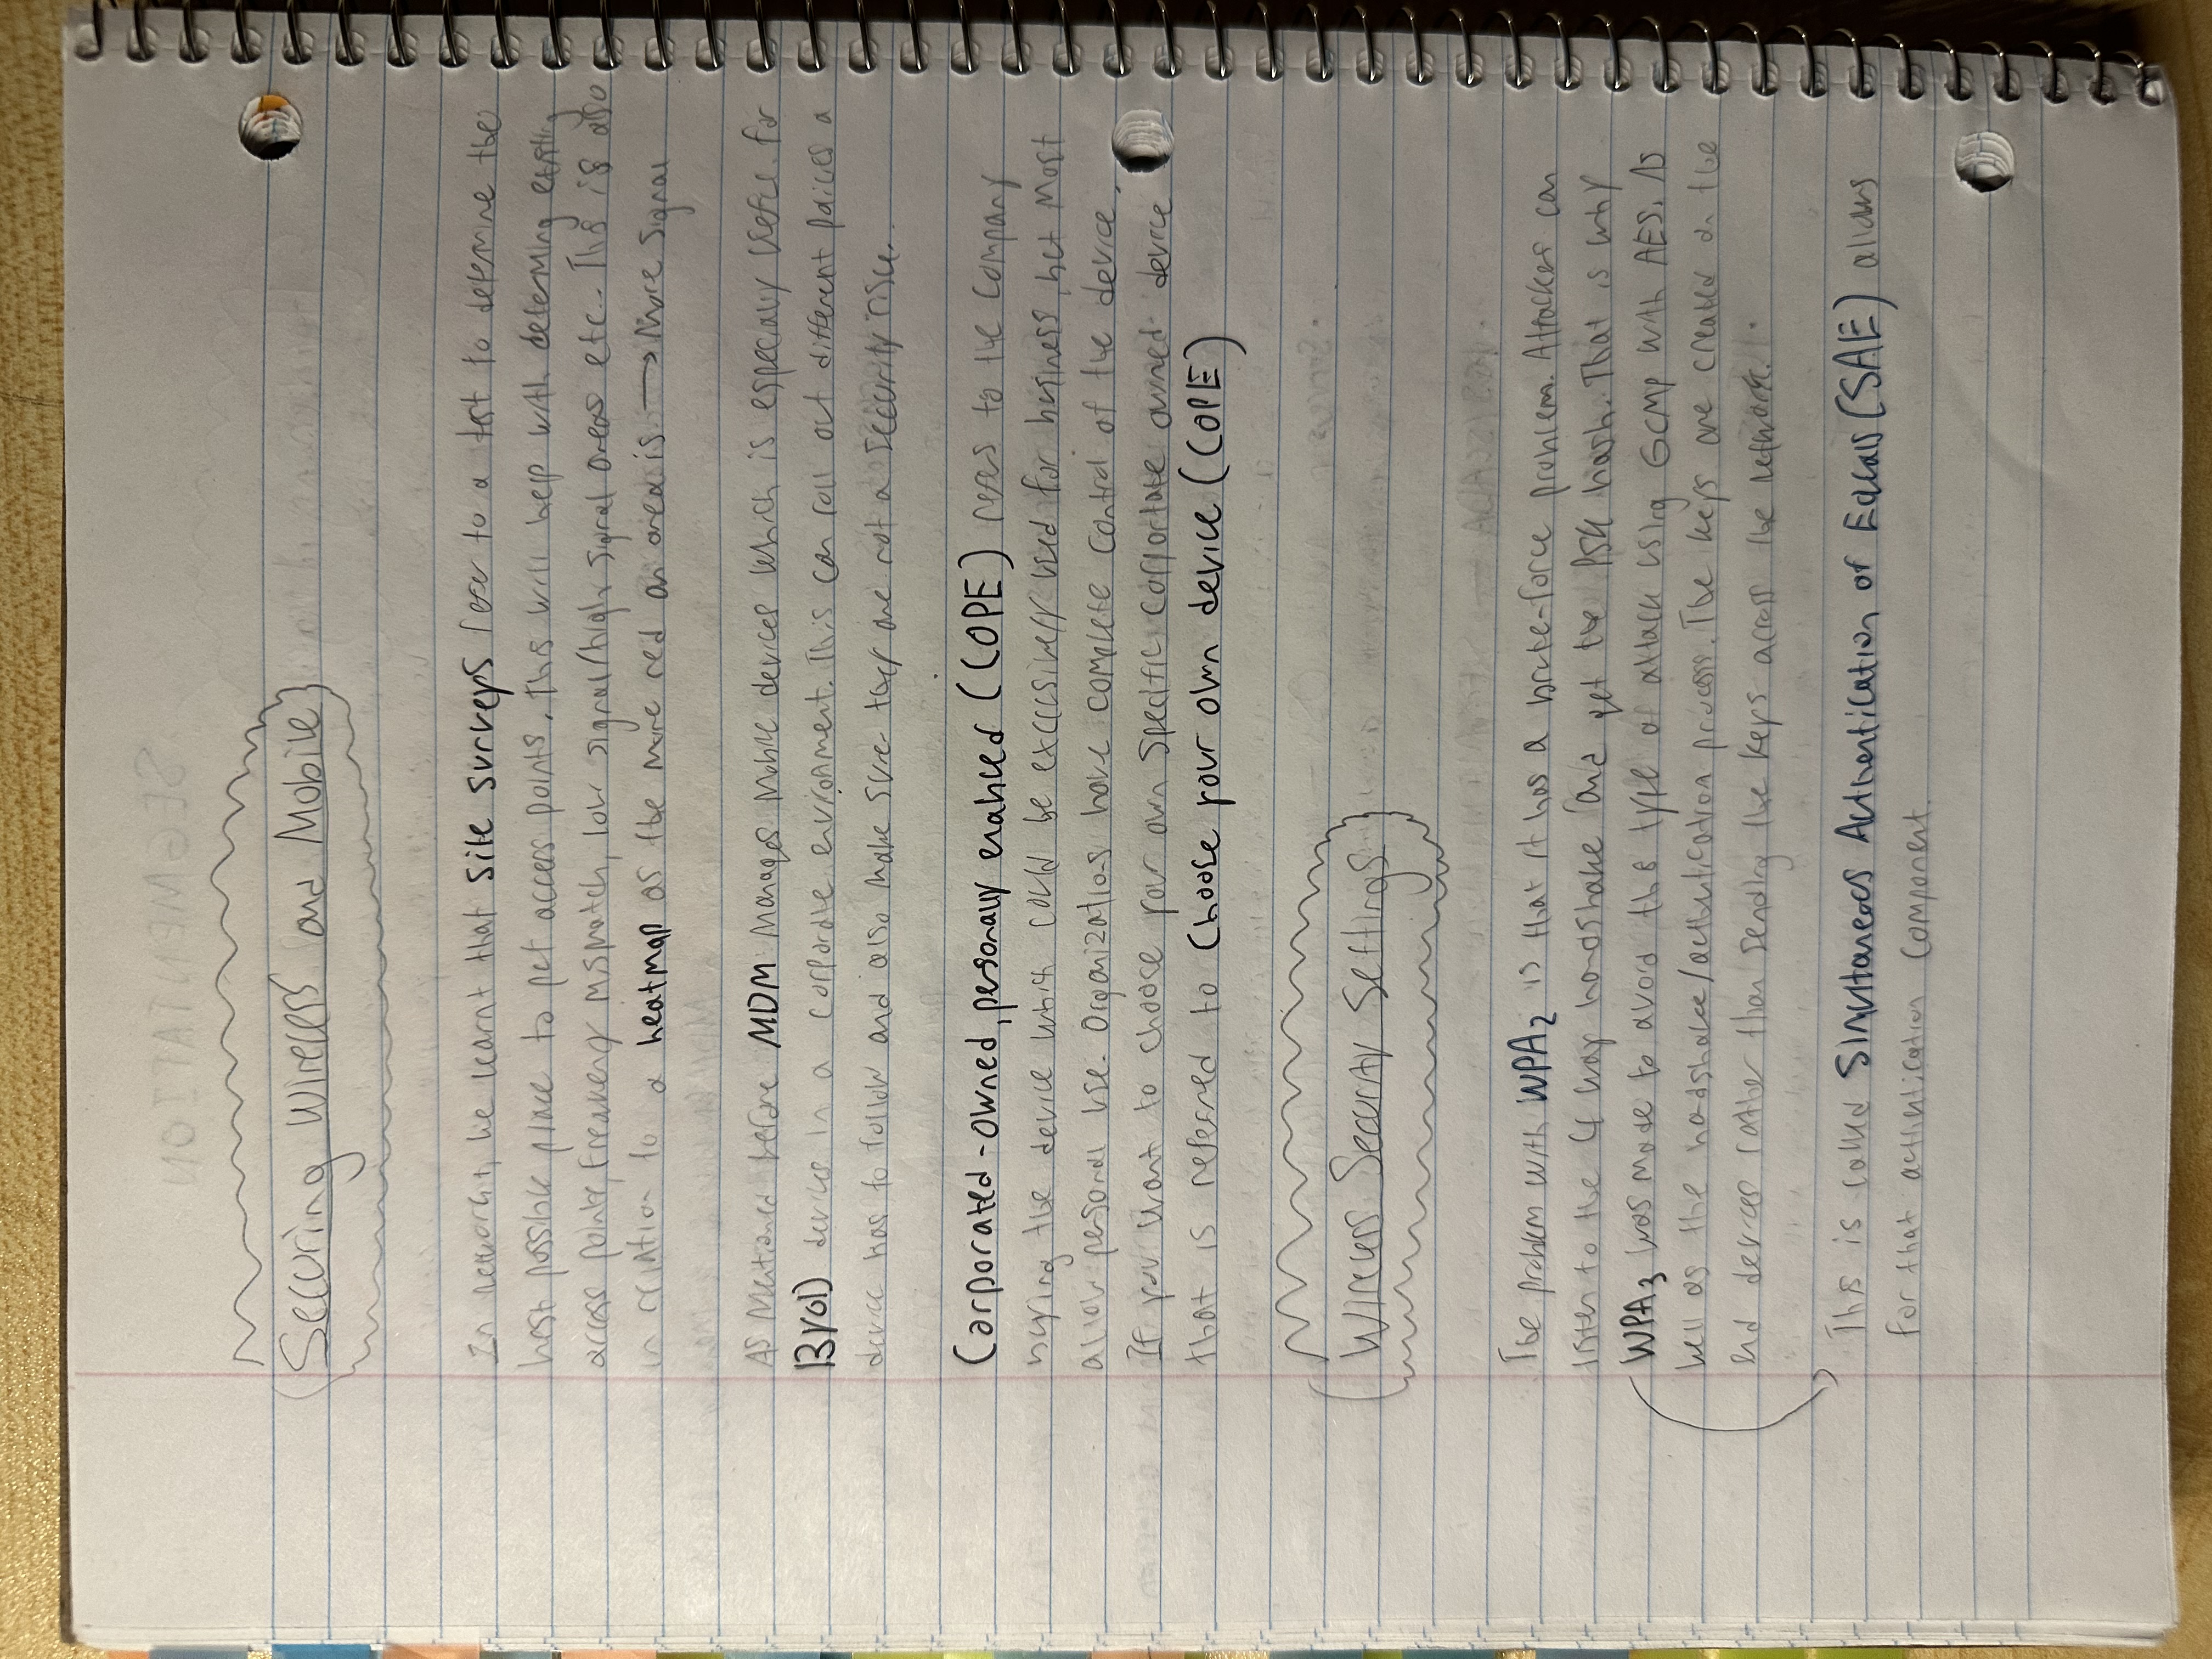 Securing Wireless and Mobile
In network+, we learnt that site surveys refer to a test to determine the
best possible place to put access points. This will help with determing existing
access points, Frequency mismatch, low signal/high signal areas etc.. This is also
in relation to a heatmap as the more red an area is → More Signal
As Mentioned before MDM Manages Mobile devices which is especially useful for
BYOD devices in a corporate environment. This can roll out different policies a
device has to follow and also make sure they are not a security risk.
Corporated-owned, personally enabled (COPE) refers to the company
buying the device which could be exclusively used for business, but most
allow personal use. Organizations have complete control of the device.
If you want to choose your own specific corportate owned device
that is referred to Choose your own device (COPE)
Wireless Security Settings
The problem with WPA2 is that it has a brute-force problem. Attackers can
listen to the 4 way handshake and get the PSK hash. That is why
WPA3 was made to avoid this type of attack using GCMP with AES. As
well as the handshake/authentication process. The keys are created on the
end devices rather than sending the keys across the network.
This is called Simultaneous Authentication of Equals (SAE) allows
for that authentication component.